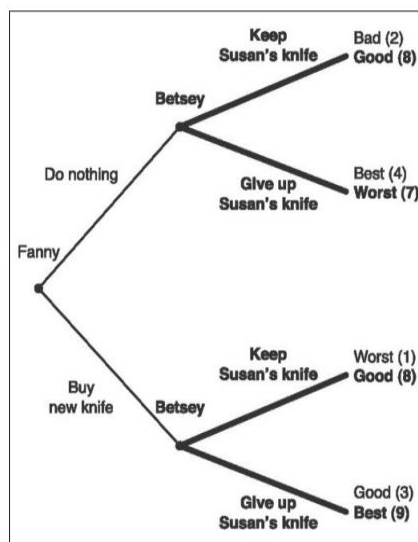 Keep
Susan's knife
Bad (2)
Good (8)
Betsey
Do nothing
Give up
Susan's knife
Best (4)
Worst (7)
Fanny
Buy
new knife
Betsey
Keep
Susan's knife
Worst (1)
Good (8)
Give up
Susan's knife
Good (3)
Best (9)